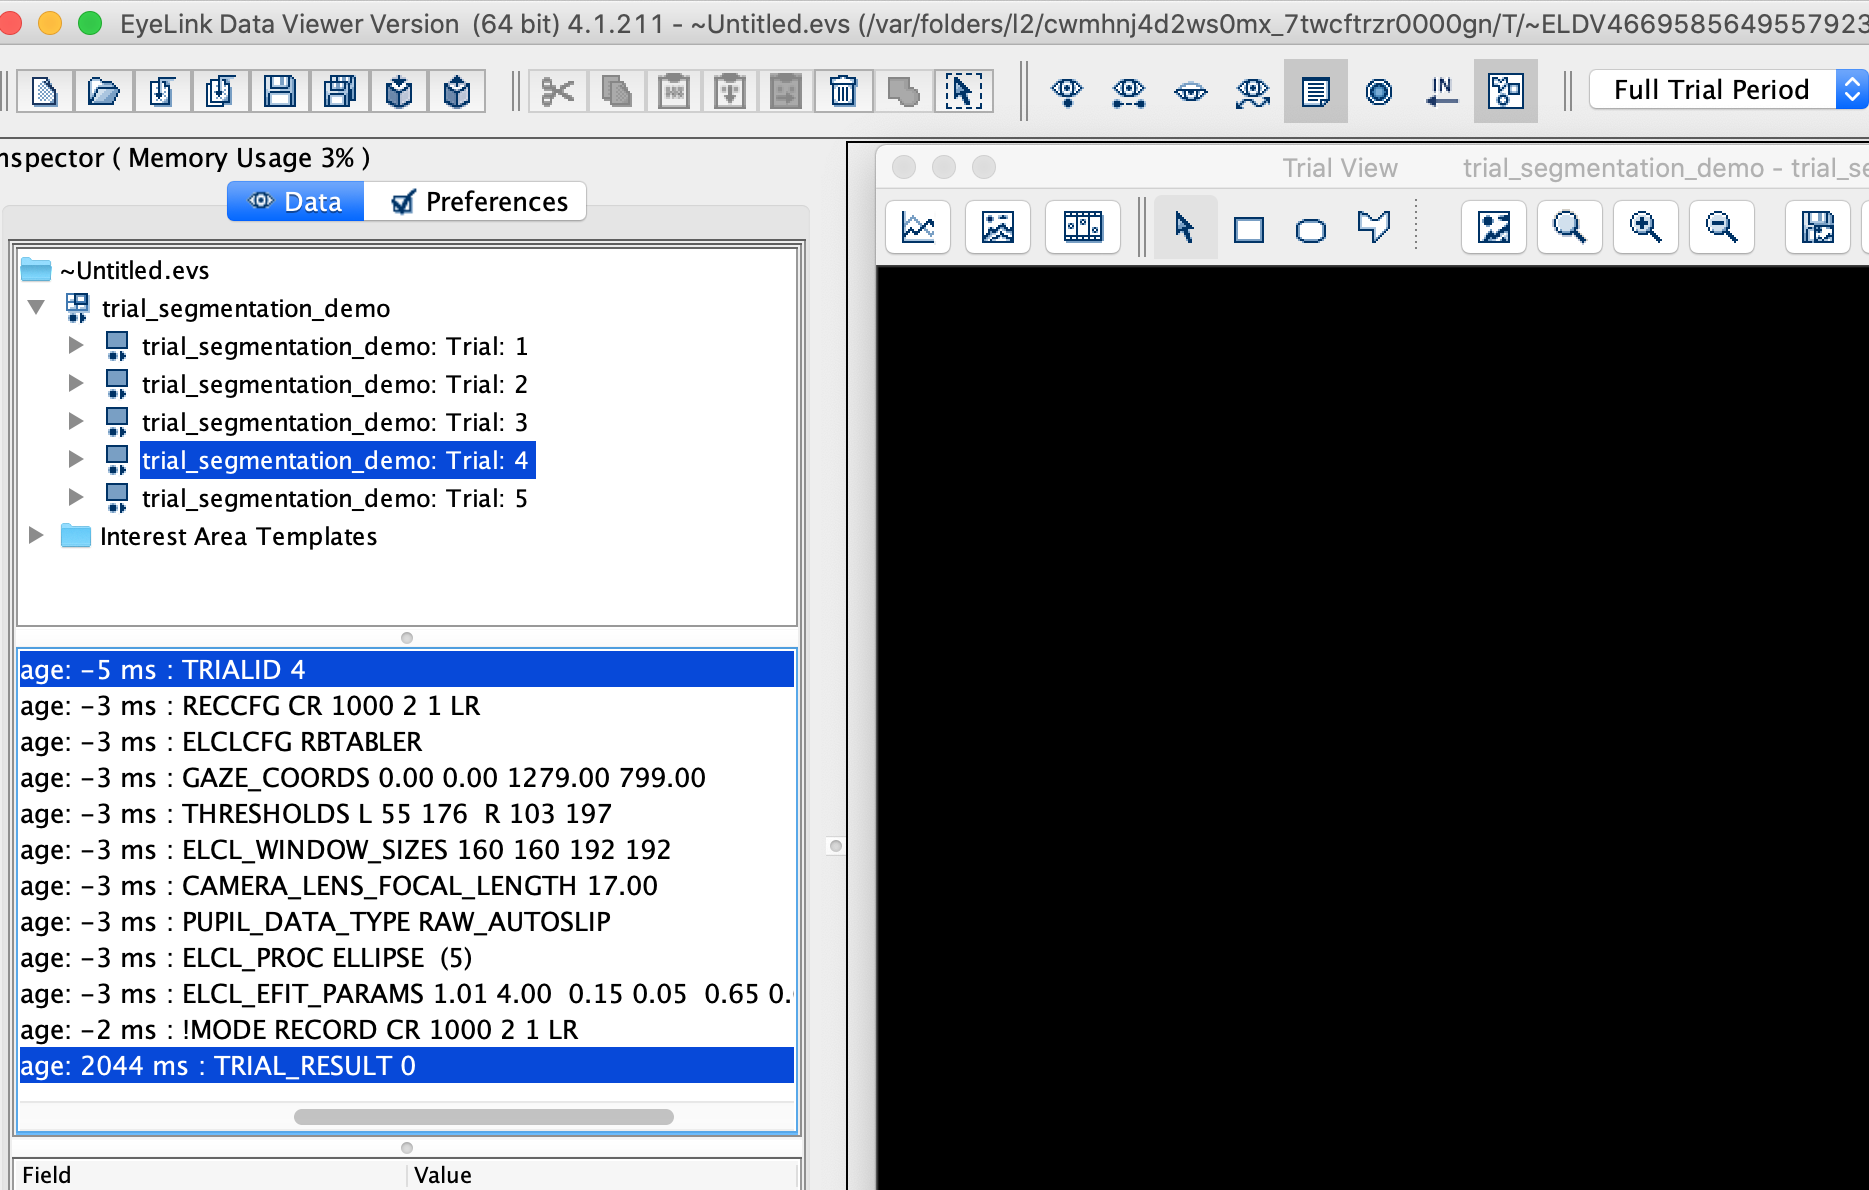 EyeLink Data Viewer Version  (64 bit) 4.1.211 - ~Untitled.evs (/var/folders/l2/cwmhnj4d2ws0mx_7twcftrzr0000gn/T/~ELDV4669585649557923
IN
Full Trial Period
nspector ( Memory Usage 3% )
Data
Preferences
Trial View
trial_segmentation_demo - trial_se
~Untitled.evs
trial_segmentation_demo
trial_segmentation_demo: Trial: 1
trial_segmentation_demo: Trial: 2
trial_segmentation_demo: Trial: 3
trial_segmentation_demo: Trial: 4
trial_segmentation_demo: Trial: 5
Interest Area Templates
age: -5 ms : TRIALID 4
age: -3 ms : RECCFG CR 1000 2 1 LR
age: -3 ms : ELCLCFG RBTABLER
age: -3 ms : GAZE_COORDS 0.00 0.00 1279.00 799.00
age: -3 ms : THRESHOLDS L 55 176  R 103 197
age: -3 ms : ELCL_WINDOW_SIZES 160 160 192 192
age: -3 ms : CAMERA_LENS_FOCAL_LENGTH 17.00
age: -3 ms : PUPIL_DATA_TYPE RAW_AUTOSLIP
age: -3 ms : ELCL_PROC ELLIPSE  (5)
age: -3 ms : ELCL_EFIT_PARAMS 1.01 4.00  0.15 0.05  0.65 0.
age: -2 ms : !MODE RECORD CR 1000 2 1 LR
age: 2044 ms : TRIAL_RESULT 0
Field
Value